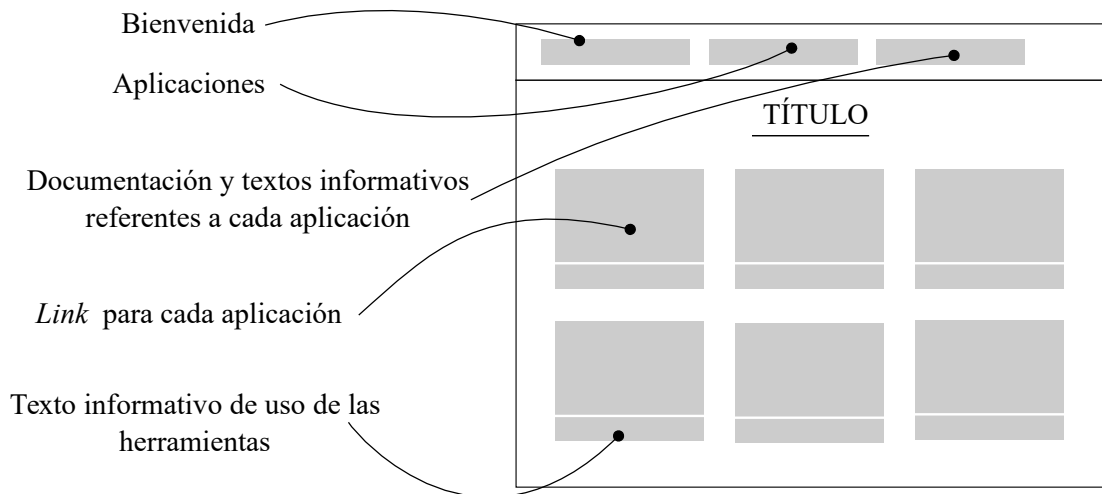 Bienvenida
Aplicaciones
TÍTULO
Documentación y textos informativos
referentes a cada aplicación
Link para cada aplicación
Texto informativo de uso de las
herramientas